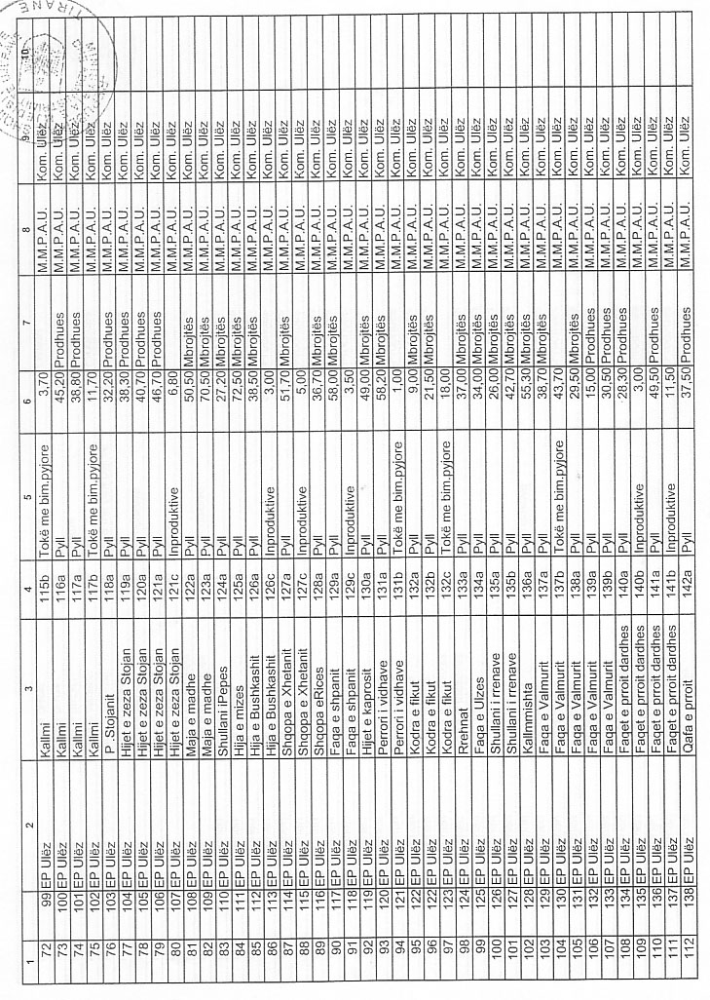 1 2 3 4 5 6 7 8 9 10
72 99 EP Ulëz Kallmi 115b Tokë me bim.pyjore 3,70 M.M.P.A.U. Kom. Ulëz
73 100 EP Ulëz Kallmi 116a Pyll 45,20 Prodhues M.M.P.A.U. Kom. Ulëz
74 101 EP Ulëz Kallmi 117a Pyll 38,80 Prodhues M.M.P.A.U. Kom. Ulëz
75 102 EP Ulëz Kallmi 117b Tokë me bim.pyjore 11,70 M.M.P.A.U. Kom. Ulëz
76 103 EP Ulëz P .Stojanit 118a Pyll 32,20 Prodhues M.M.P.A.U. Kom. Ulëz
77 104 EP Ulëz Hijet e zeza Stojan 119a Pyll 38,30 Prodhues M.M.P.A.U. Kom. Ulëz
78 105 EP Ulëz Hijet e zeza Stojan 120a Pyll 40,70 Prodhues M.M.P.A.U. Kom. Ulëz
79 106 EP Ulëz Hijet e zeza Stojan 121a Pyll 46,70 Prodhues M.M.P.A.U. Kom. Ulëz
80 107 EP Ulëz Hijet e zeza Stojan 121c Inproduktive 6,80 M.M.P.A.U. Kom. Ulëz
81 108 EP Ulëz Maja e madhe 122a Pyll 50,50 Mbrojtës M.M.P.A.U. Kom. Ulëz
82 109 EP Ulëz Maja e madhe 123a Pyll 70,50 Mbrojtës M.M.P.A.U. Kom. Ulëz
83 110 EP Ulëz Shullani iPepes 124a Pyll 27,20 Mbrojtës M.M.P.A.U. Kom. Ulëz
84 111 EP Ulëz Hija e mizes 125a Pyll 72,50 Mbrojtës M.M.P.A.U. Kom. Ulëz
85 112 EP Ulëz Hija e Bushkashit 126a Pyll 38,50 Mbrojtës M.M.P.A.U. Kom. Ulëz
86 113 EP Ulëz Hija e Bushkashit 126c Inproduktive 3,00 M.M.P.A.U. Kom. Ulëz
87 114 EP Ulëz Shqopa e Xhetanit 127a Pyll 51,70 Mbrojtës M.M.P.A.U. Kom. Ulëz
88 115 EP Ulëz Shqopa e Xhetanit 127c Inproduktive 5,00 M.M.P.A.U. Kom. Ulëz
89 116 EP Ulëz Shqopa eRices 128a Pyll 36,70 Mbrojtës M.M.P.A.U. Kom. Ulëz
90 117 EP Ulëz Faqa e shpanit 129a Pyll 58,00 Mbrojtës M.M.P.A.U. Kom. Ulëz
91 118 EP Ulëz Faqa e shpanit 129c Inproduktive 3,50 M.M.P.A.U. Kom. Ulëz
92 119 EP Ulëz Hijet e kaprosit 130a Pyll 49,00 Mbrojtës M.M.P.A.U. Kom. Ulëz
93 120 EP Ulëz Perrori i vidhave 131a Pyll 58,20 Mbrojtës M.M.P.A.U. Kom. Ulëz
94 121 EP Ulëz Perrori i vidhave 131b Tokë me bim.pyjore 1,00 M.M.P.A.U. Kom. Ulëz
95 122 EP Ulëz Kodra e fikut 132a Pyll 9,00 Mbrojtës M.M.P.A.U. Kom. Ulëz
96 122 EP Ulëz Kodra e fikut 132b Pyll 21,50 Mbrojtës M.M.P.A.U. Kom. Ulëz
97 123 EP Ulëz Kodra e fikut 132c Tokë me bim.pyjore 18,00 M.M.P.A.U. Kom. Ulëz
98 124 EP Ulëz Rrehnat 133a Pyll 37,00 Mbrojtës M.M.P.A.U. Kom. Ulëz
99 125 EP Ulëz Faqa e Ulzes 134a Pyll 34,00 Mbrojtës M.M.P.A.U. Kom. Ulëz
100 126 EP Ulëz Shullani i rrenave 135a Pyll 26,00 Mbrojtës M.M.P.A.U. Kom. Ulëz
101 127 EP Ulëz Shullani i rrenave 135b Pyll 42,70 Mbrojtës M.M.P.A.U. Kom. Ulëz
102 128 EP Ulëz Kallmmishta 136a Pyll 55,30 Mbrojtës M.M.P.A.U. Kom. Ulëz
103 129 EP Ulëz Faqa e Valmurit 137a Pyll 38,70 Mbrojtës M.M.P.A.U. Kom. Ulëz
104 130 EP Ulëz Faqa e Valmurit 137b Tokë me bim.pyjore 43,70 M.M.P.A.U. Kom. Ulëz
105 131 EP Ulëz Faqa e Valmurit 138a Pyll 29,50 Mbrojtës M.M.P.A.U. Kom. Ulëz
106 132 EP Ulëz Faqa e Valmurit 139a Pyll 15,00 Prodhues M.M.P.A.U. Kom. Ulëz
107 133 EP Ulëz Faqa e Valmurit 139b Pyll 30,50 Prodhues M.M.P.A.U. Kom. Ulëz
108 134 EP Ulëz Faqet e prroit dardhes 140a Pyll 28,30 Prodhues M.M.P.A.U. Kom. Ulëz
109 135 EP Ulëz Faqet e prroit dardhes 140b Inproduktive 3,00 M.M.P.A.U. Kom. Ulëz
110 136 EP Ulëz Faqet e prroit dardhes 141a Pyll 49,50 Prodhues M.M.P.A.U. Kom. Ulëz
111 137 EP Ulëz Faqet e prroit dardhes 141b Inproduktive 11,50 M.M.P.A.U. Kom. Ulëz
112 138 EP Ulëz Qafa e prroit 142a Pyll 37,50 Prodhues M.M.P.A.U. Kom. Ulëz
TIRANE